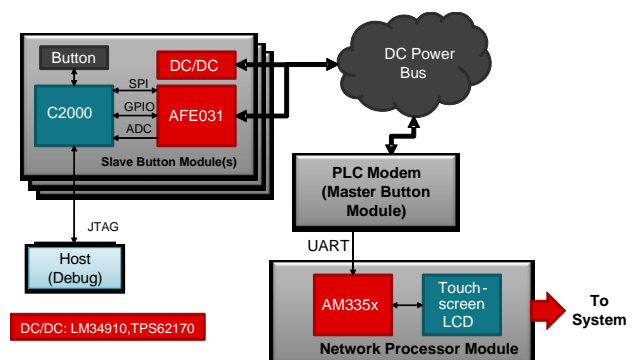 Button
DC/DC
SPI
C2000
GPIO
AFE031
ADC
Slave Button Module(s)
DC Power
Bus
PLC Modem
(Master Button
Module)
JTAG
UART
Host
(Debug)
AM335x
Touch-
screen
LCD
To
System
DC/DC: LM34910,TPS62170
Network Processor Module